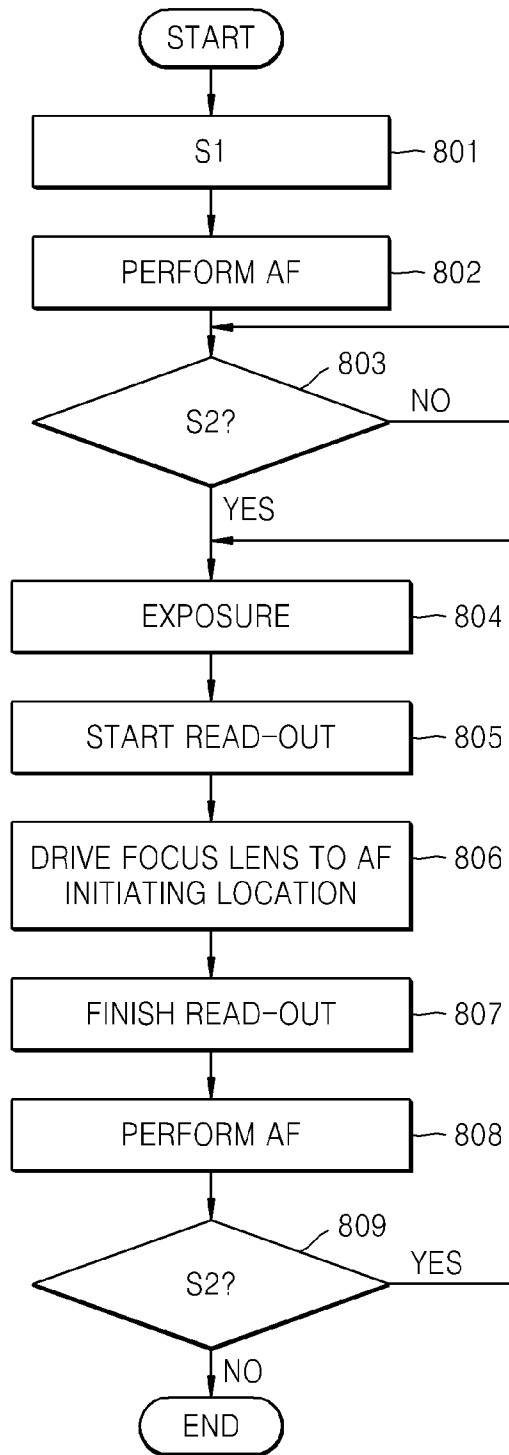 START
S1
801
PERFORM AF
802
803
S2?
NO
YES
EXPOSURE
804
START READ-OUT
805
DRIVE FOCUS LENS TO AF
INITIATING LOCATION
806
FINISH READ-OUT
807
PERFORM AF
808
809
S2?
YES
NO
END